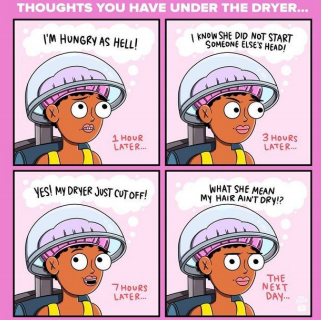 THOUGHTS YOU HAVE UNDER THE DRYER...
I'M HUNGRY AS HELL!
1 HOUR
LATER...
I KNOW SHE DID NOT START
SOMEONE ELSE'S HEAD!
3 HOURS
LATER...
YES! MY DRYER JUST CUT OFF!
7 HOURS
LATER...
WHAT SHE MEAN
MY HAIR AIN'T DRY!?
THE
NEXT
DAY...